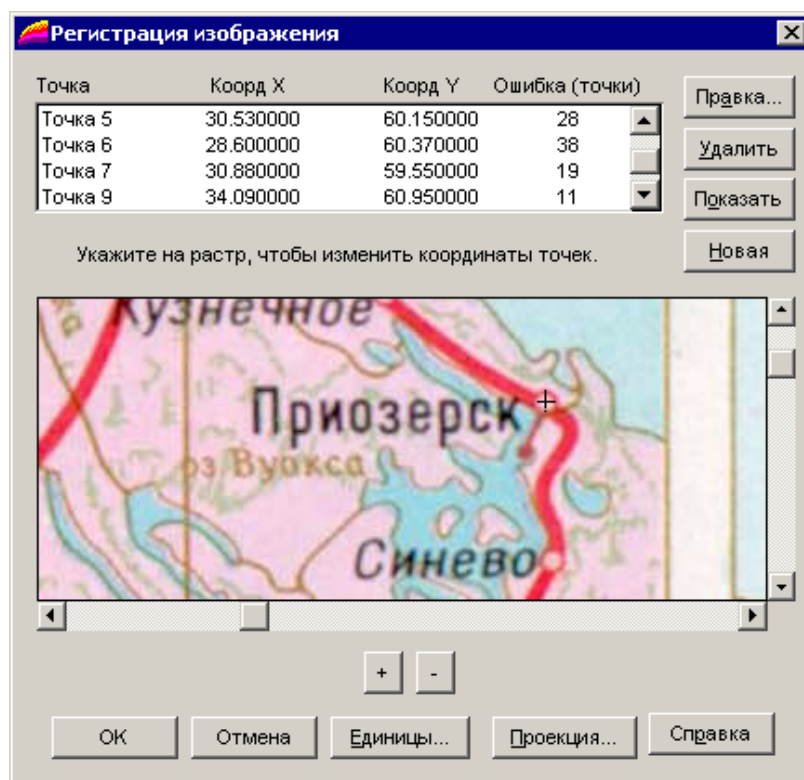 Регистрация изображения
Точка Коорд X Коорд Y Ошибка (точки)
Точка 5 30.530000 60.150000 28
Точка 6 28.600000 60.370000 38
Точка 7 30.880000 59.550000 19
Точка 9 34.090000 60.950000 11
Правка...
Удалить
Показать
Новая
Укажите на растр, чтобы изменить координаты точек.
Кузнечное
Приозерск
оз Вуокса
Синево
+ -
OK Отмена Единицы... Проекция... Справка